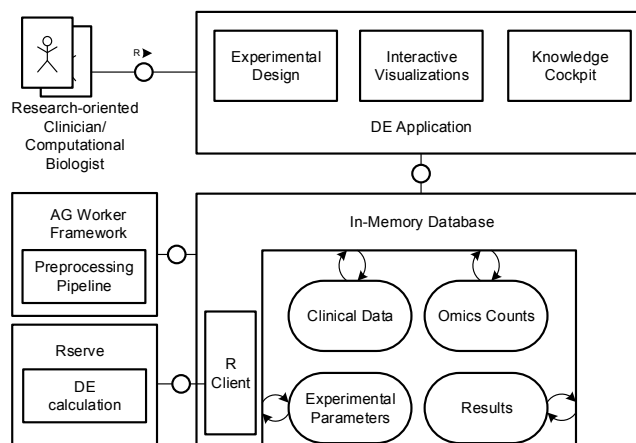 R
Research-oriented
Clinician/
Computational
Biologist
Experimental
Design
Interactive
Visualizations
Knowledge
Cockpit
DE Application
AG Worker
Framework
Preprocessing
Pipeline
In-Memory Database
Clinical Data
Omics Counts
Rserve
DE
calculation
R
Client
Experimental
Parameters
Results